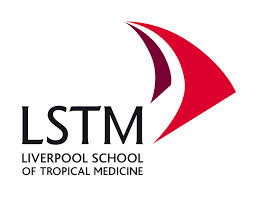 LSTM
LIVERPOOL SCHOOL
OF TROPICAL MEDICINE